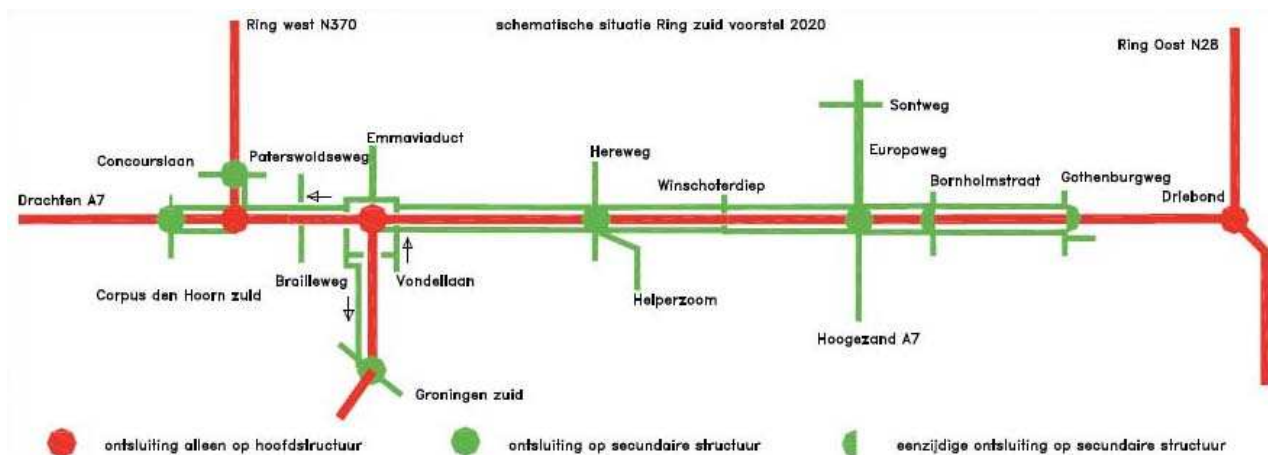 Ring west N370
schematische situatie Ring zuid voorstel 2020
Ring Oost N28
Sontweg
Emmaviaduct
Concourslaan
Paterswoldseweg
Hereweg
Europaweg
Winschoterdiep
Bornholmstraat
Gothenburgweg
Drachten A7
Driebond
Corpus den Hoorn zuid
Brailleweg
Vondellaan
Helperzoom
Hoogezand A7
Groningen zuid
ontsluiting alleen op hoofdstructuur
ontsluiting op secundaire structuur
eenzijdige ontsluiting op secundaire structuur